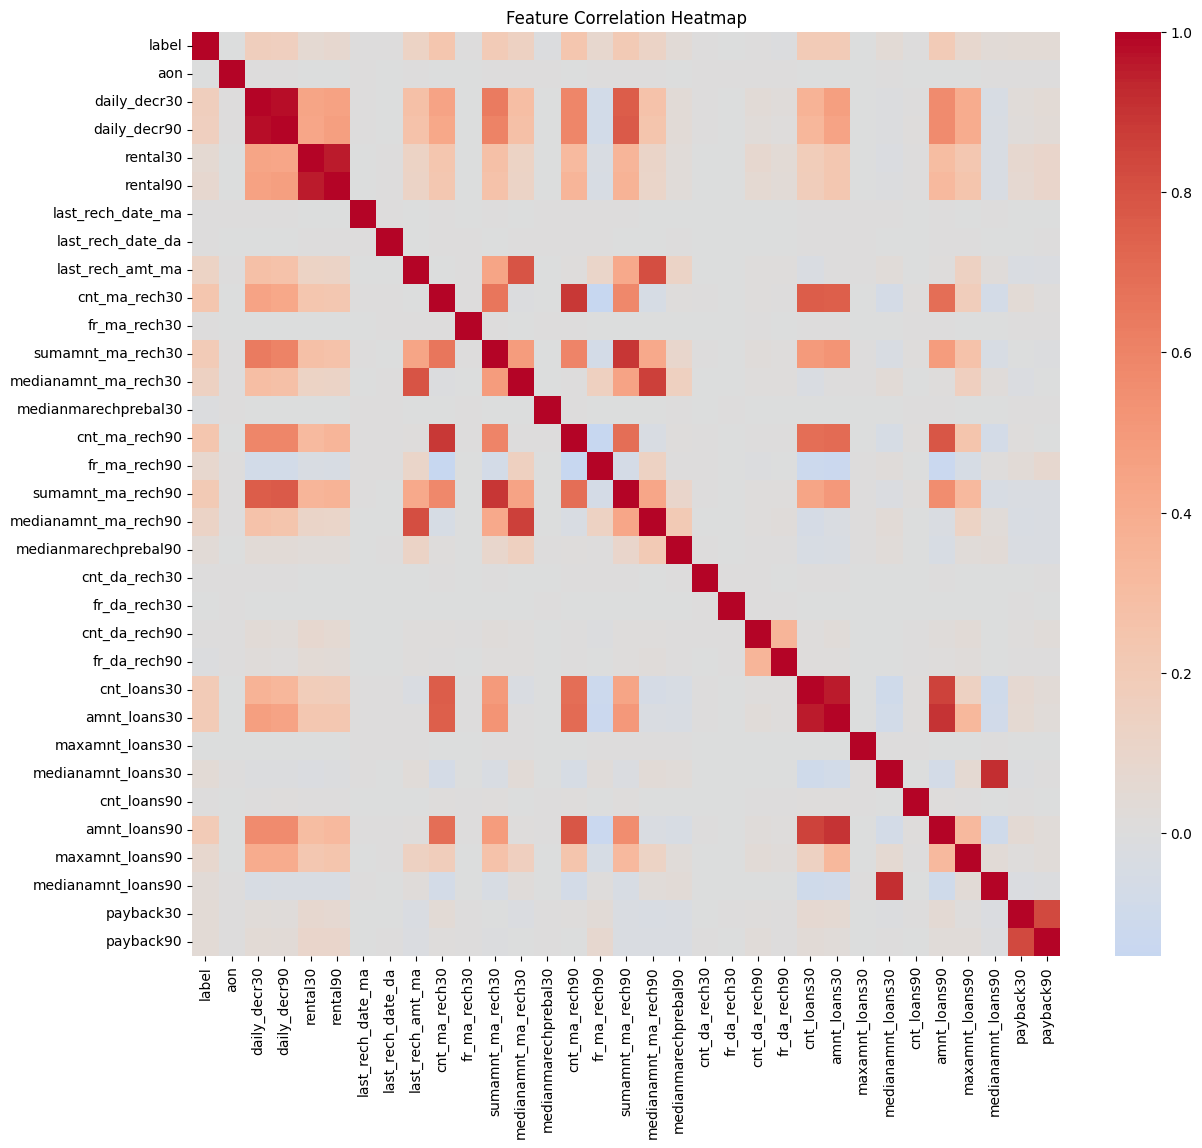 Feature Correlation Heatmap
label
aon
daily_decr30
daily_decr90
rental30
rental90
last_rech_date_ma
last_rech_date_da
last_rech_amt_ma
cnt_ma_rech30
fr_ma_rech30
sumamnt_ma_rech30
medianamnt_ma_rech30
medianmarechprebal30
cnt_ma_rech90
fr_ma_rech90
sumamnt_ma_rech90
medianamnt_ma_rech90
medianmarechprebal90
cnt_da_rech30
fr_da_rech30
cnt_da_rech90
fr_da_rech90
cnt_loans30
amnt_loans30
maxamnt_loans30
medianamnt_loans30
cnt_loans90
amnt_loans90
maxamnt_loans90
medianamnt_loans90
payback30
payback90
label
aon
daily_decr30
daily_decr90
rental30
rental90
last_rech_date_ma
last_rech_date_da
last_rech_amt_ma
cnt_ma_rech30
fr_ma_rech30
sumamnt_ma_rech30
medianamnt_ma_rech30
medianmarechprebal30
cnt_ma_rech90
fr_ma_rech90
sumamnt_ma_rech90
medianamnt_ma_rech90
medianmarechprebal90
cnt_da_rech30
fr_da_rech30
cnt_da_rech90
fr_da_rech90
cnt_loans30
amnt_loans30
maxamnt_loans30
medianamnt_loans30
cnt_loans90
amnt_loans90
maxamnt_loans90
medianamnt_loans90
payback30
payback90
1.0
0.8
0.6
0.4
0.2
0.0